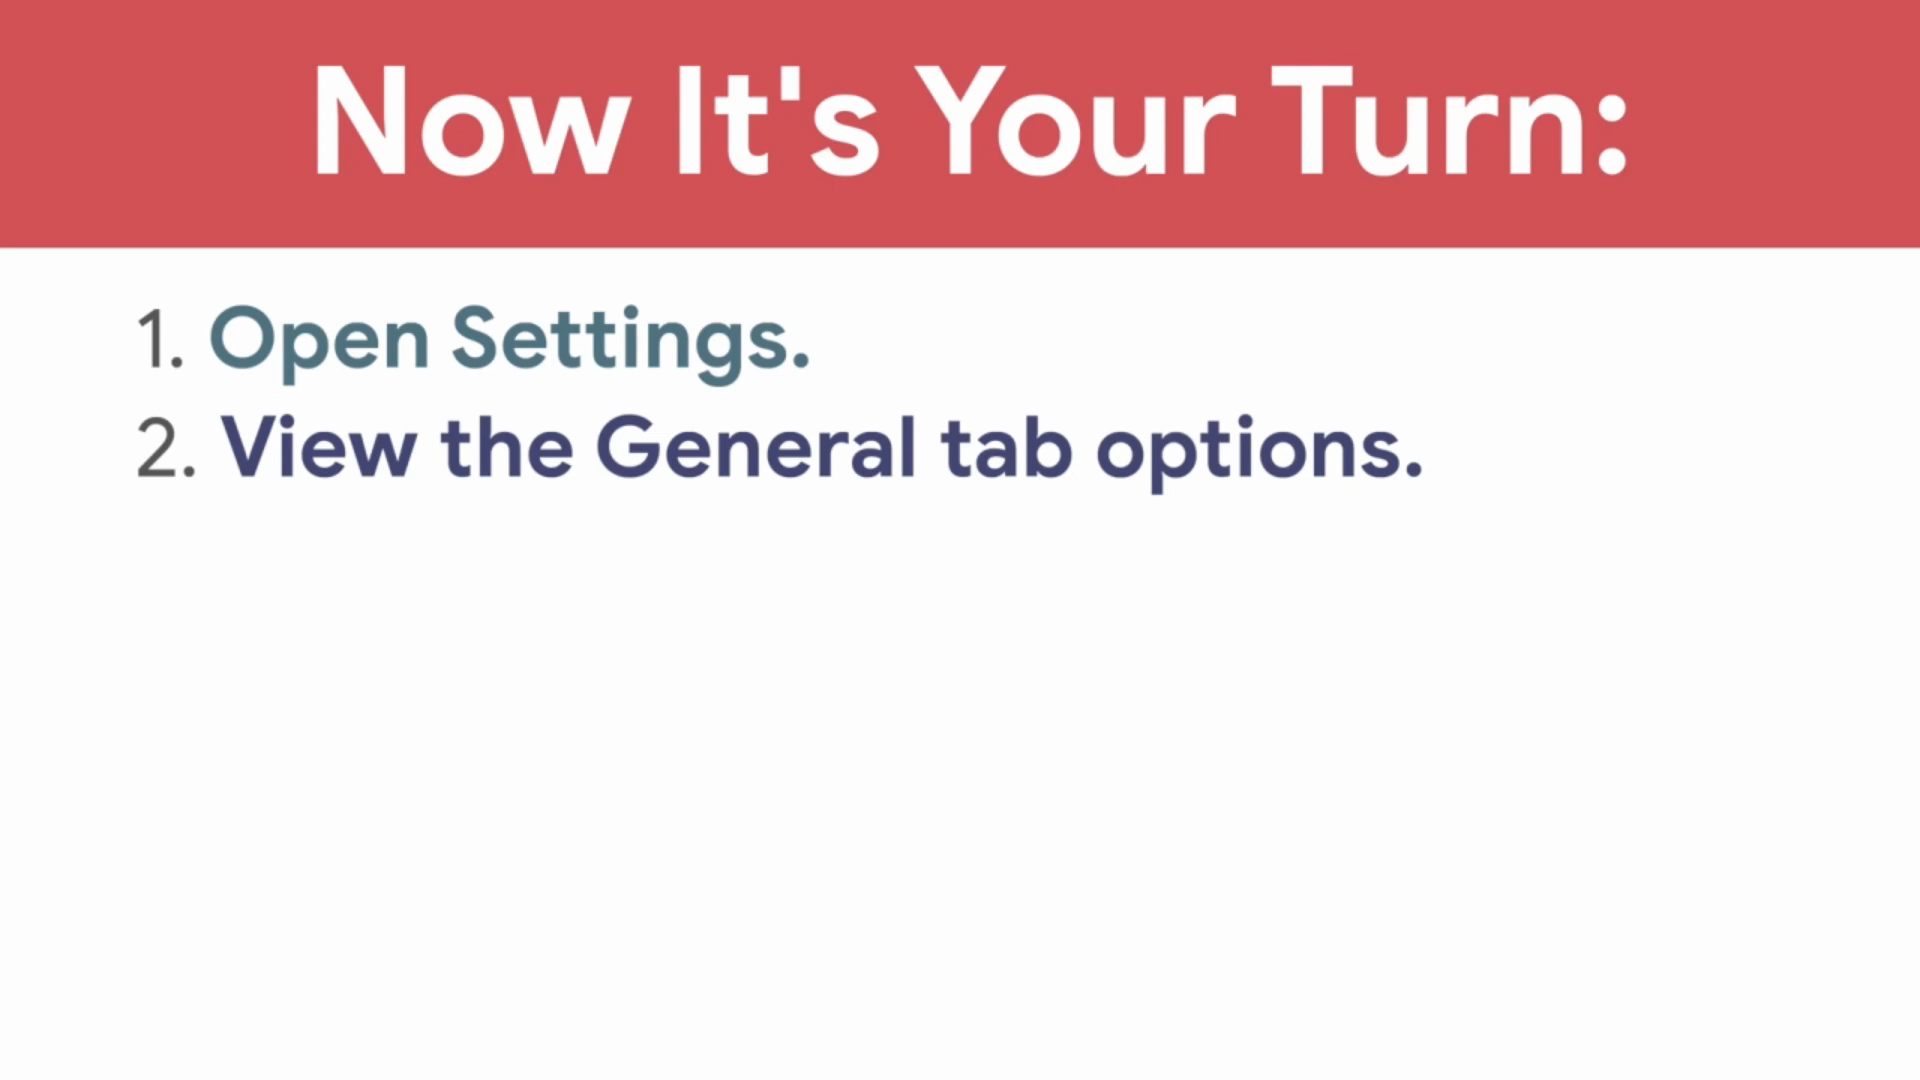 Now It's Your Turn:
1. Open Settings.
2. View the General tab options.